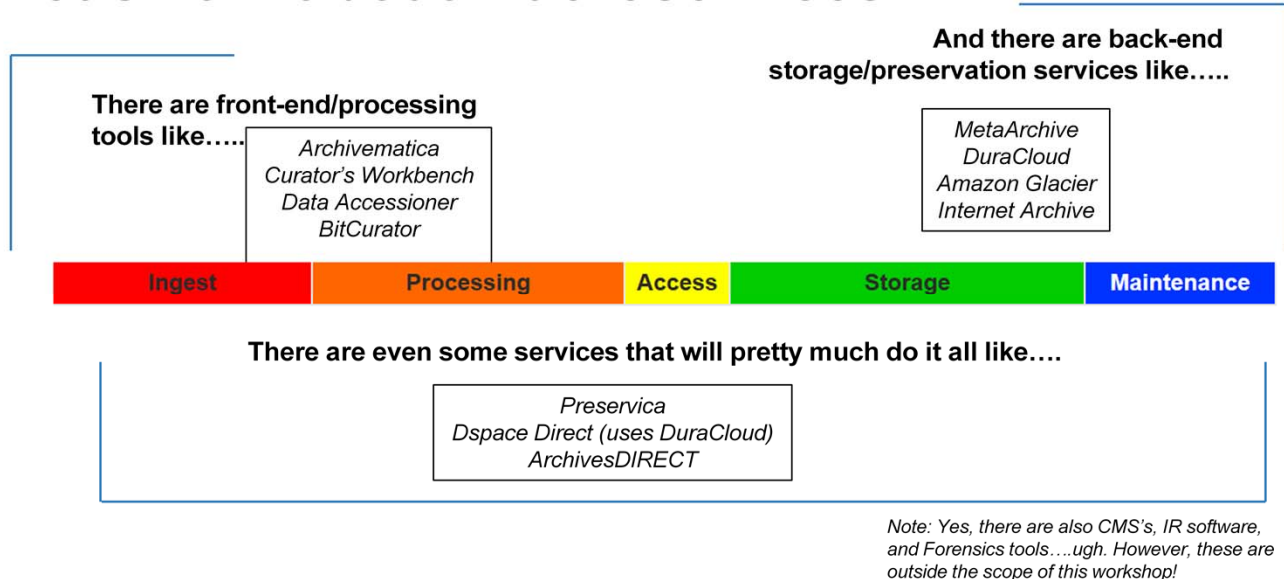 There are front-end/processing
tools like…..
Archivematica
Curator's Workbench
Data Accessioner
BitCurator
And there are back-end
storage/preservation services like…..
MetaArchive
DuraCloud
Amazon Glacier
Internet Archive
Ingest
Processing
Access
Storage
Maintenance
There are even some services that will pretty much do it all like….
Preservica
Dspace Direct (uses DuraCloud)
ArchivesDIRECT
Note: Yes, there are also CMS's, IR software,
and Forensics tools….ugh. However, these are
outside the scope of this workshop!